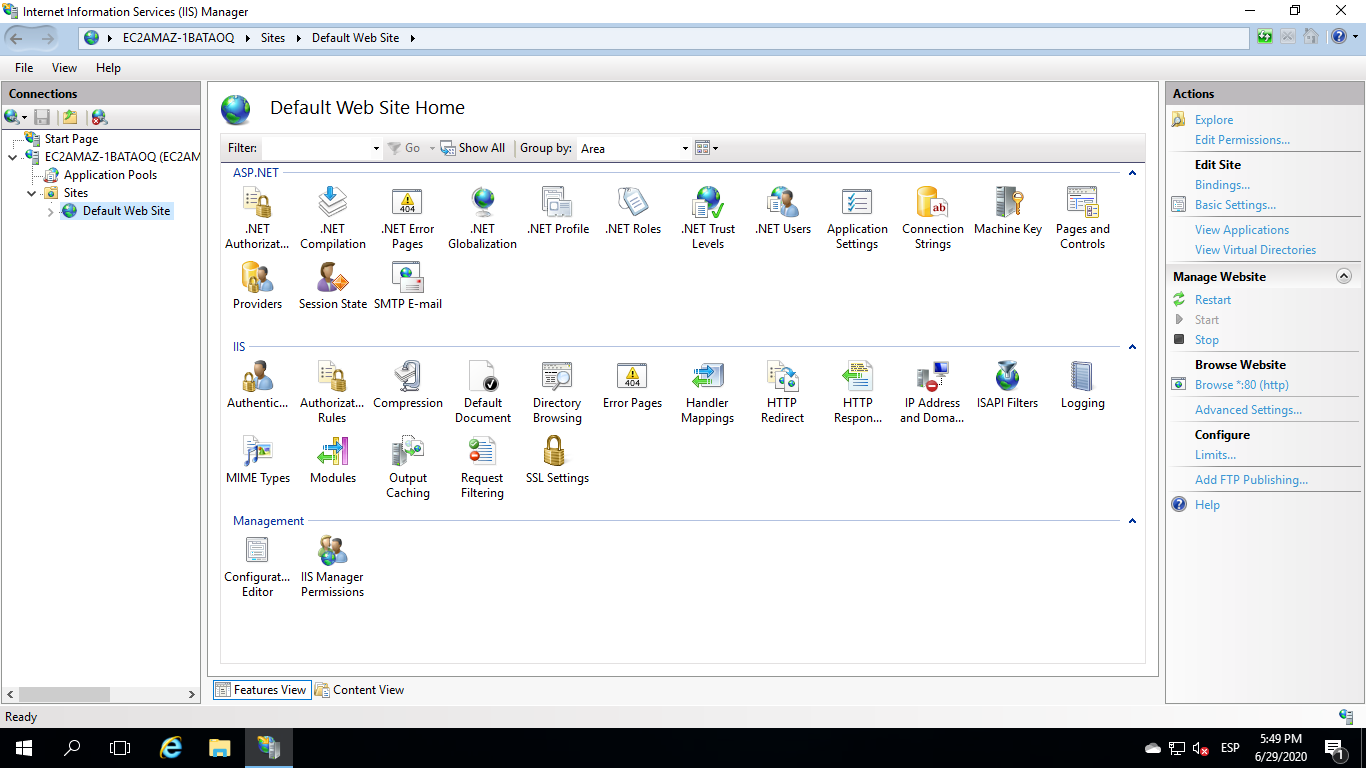 Internet Information Services (IIS) Manager
EC2AMAZ-1BATAOQ
Sites
Default Web Site
File
View
Help
Connections
Start Page
EC2AMAZ-1BATAOQ (EC2AM
Application Pools
Sites
Default Web Site
Default Web Site Home
Filter:
Go
Show All
Group by:
Area
ASP.NET
.NET
Authorizat...
.NET
Compilation
.NET Error
Pages
.NET
Globalization
.NET Profile
.NET Roles
.NET Trust
Levels
.NET Users
Application
Settings
Connection
Strings
Machine Key
Pages and
Controls
Providers
Session State
SMTP E-mail
IIS
Authentic...
Authorizat...
Rules
Compression
Default
Document
Directory
Browsing
Error Pages
Handler
Mappings
HTTP
Redirect
HTTP
Respon...
IP Address
and Doma...
ISAPI Filters
Logging
MIME Types
Modules
Output
Caching
Request
Filtering
SSL Settings
Management
Configurat...
Editor
IIS Manager
Permissions
Features View
Content View
Actions
Explore
Edit Permissions...
Edit Site
Bindings...
Basic Settings...
View Applications
View Virtual Directories
Manage Website
Restart
Start
Stop
Browse Website
Browse *:80 (http)
Advanced Settings...
Configure
Limits...
Add FTP Publishing...
Help
Ready
ESP
5:49 PM
6/29/2020
1